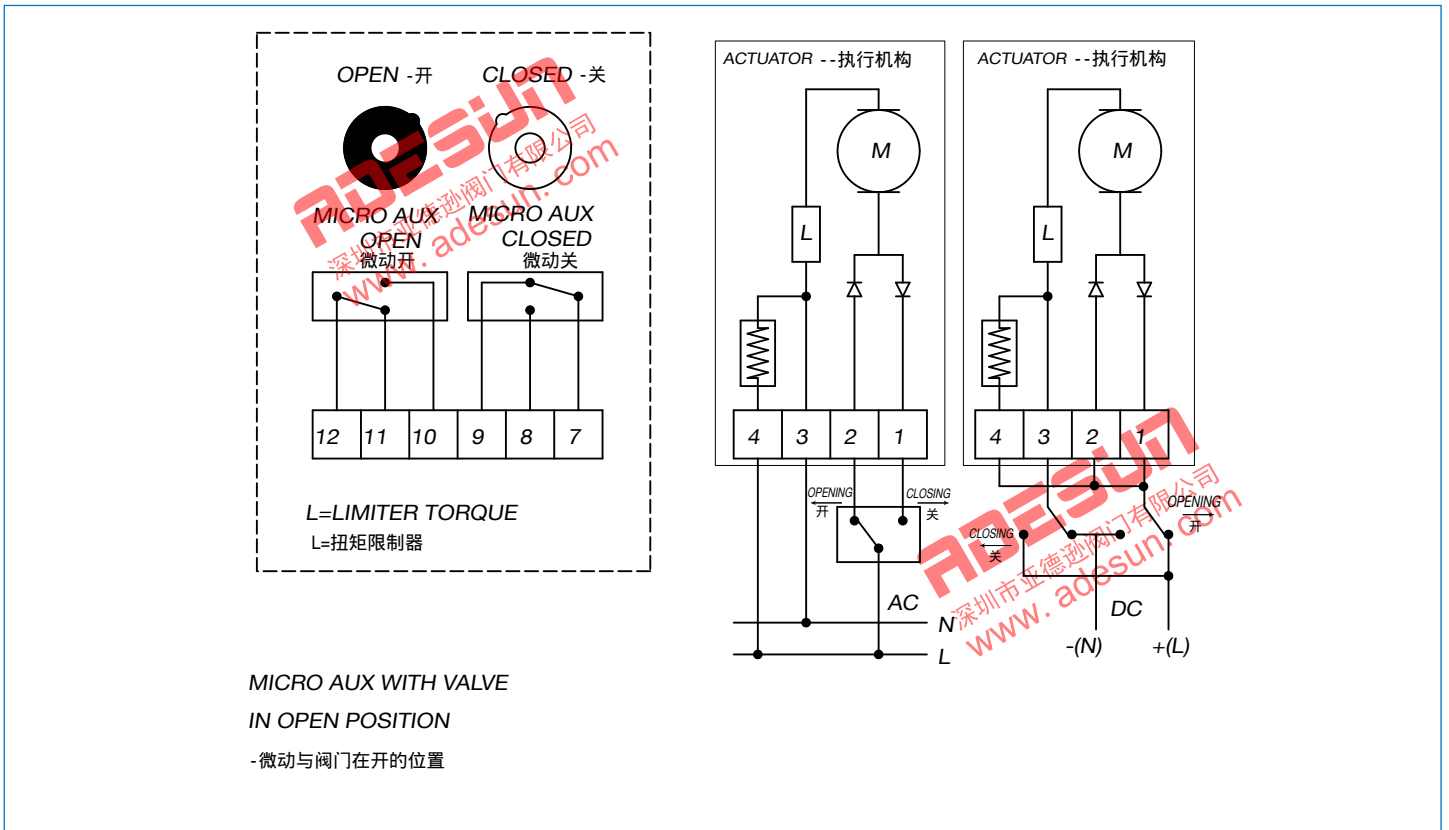 OPEN -开
CLOSED -关
MICRO AUX
OPEN
微动开
MICRO AUX
CLOSED
微动关
12 11 10 9 8 7
L=LIMITER TORQUE
L=扭矩限制器
MICRO AUX WITH VALVE
IN OPEN POSITION
-微动与阀门在开的位置
ACTUATOR --执行机构
M
L
4 3 2 1
OPENING
开
CLOSING
关
AC
N
L
ACTUATOR --执行机构
M
L
4 3 2 1
CLOSING
关
OPENING
开
DC
-(N) +(L)
ADESUN
深圳市亚德逊阀门有限公司
www.adesun.com
ADESUN
深圳市亚德逊阀门有限公司
www.adesun.com